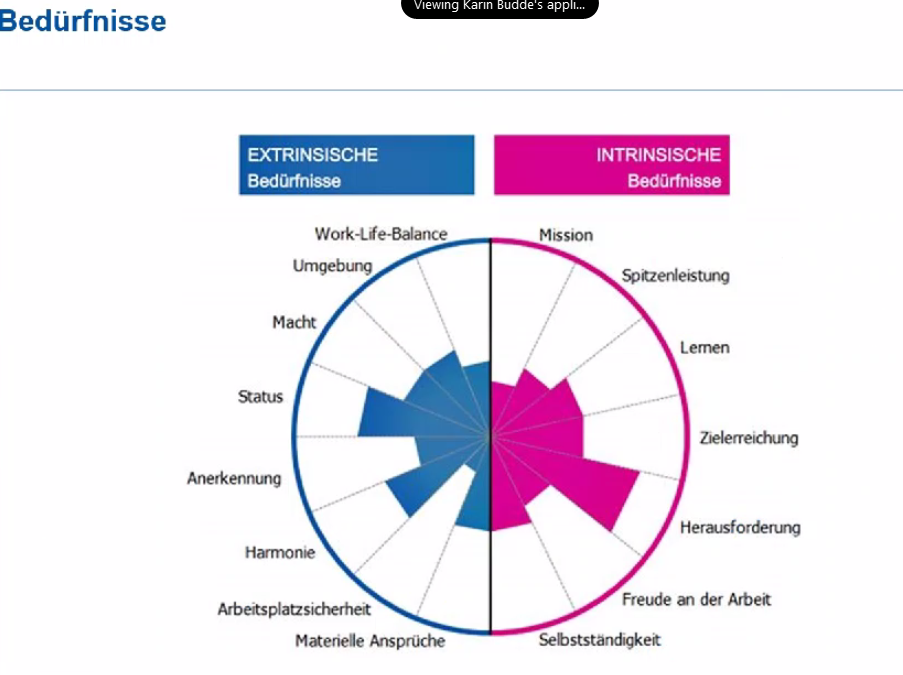 Viewing Karin Budde's appli...
Bedürfnisse
EXTRINSISCHE
Bedürfnisse
INTRINSISCHE
Bedürfnisse
Work-Life-Balance
Umgebung
Macht
Status
Anerkennung
Harmonie
Arbeitsplatzsicherheit
Materielle Ansprüche
Mission
Spitzenleistung
Lernen
Zielerreichung
Herausforderung
Freude an der Arbeit
Selbstständigkeit